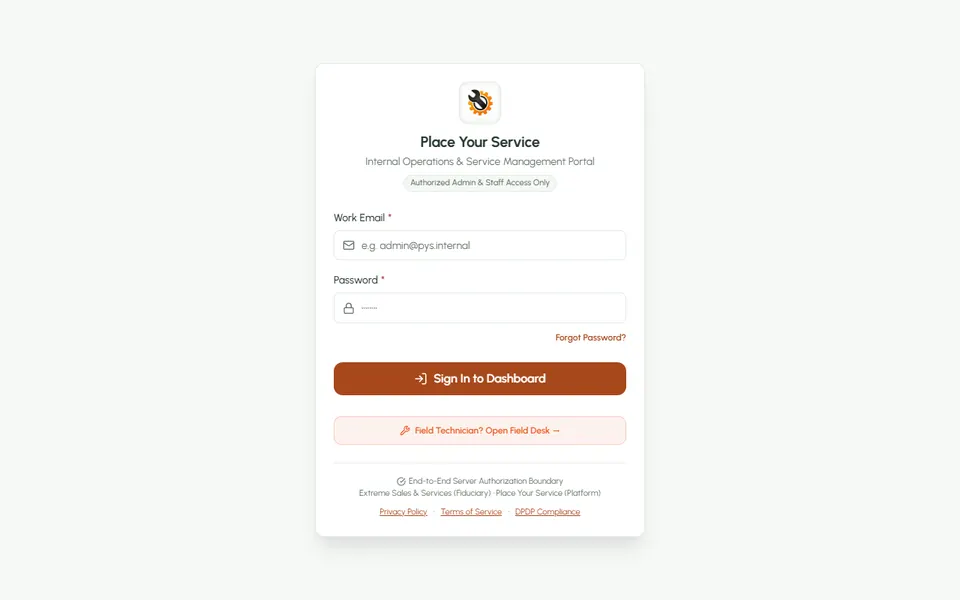 Place Your Service
Internal Operations & Service Management Portal
Authorized Admin & Staff Access Only
Work Email *
e.g. admin@pys.internal
Password *
••••••••
Forgot Password?
Sign In to Dashboard
Field Technician? Open Field Desk →
End-to-End Server Authorization Boundary
Extreme Sales & Services (Fiduciary) · Place Your Service (Platform)
Privacy Policy · Terms of Service · DPDP Compliance